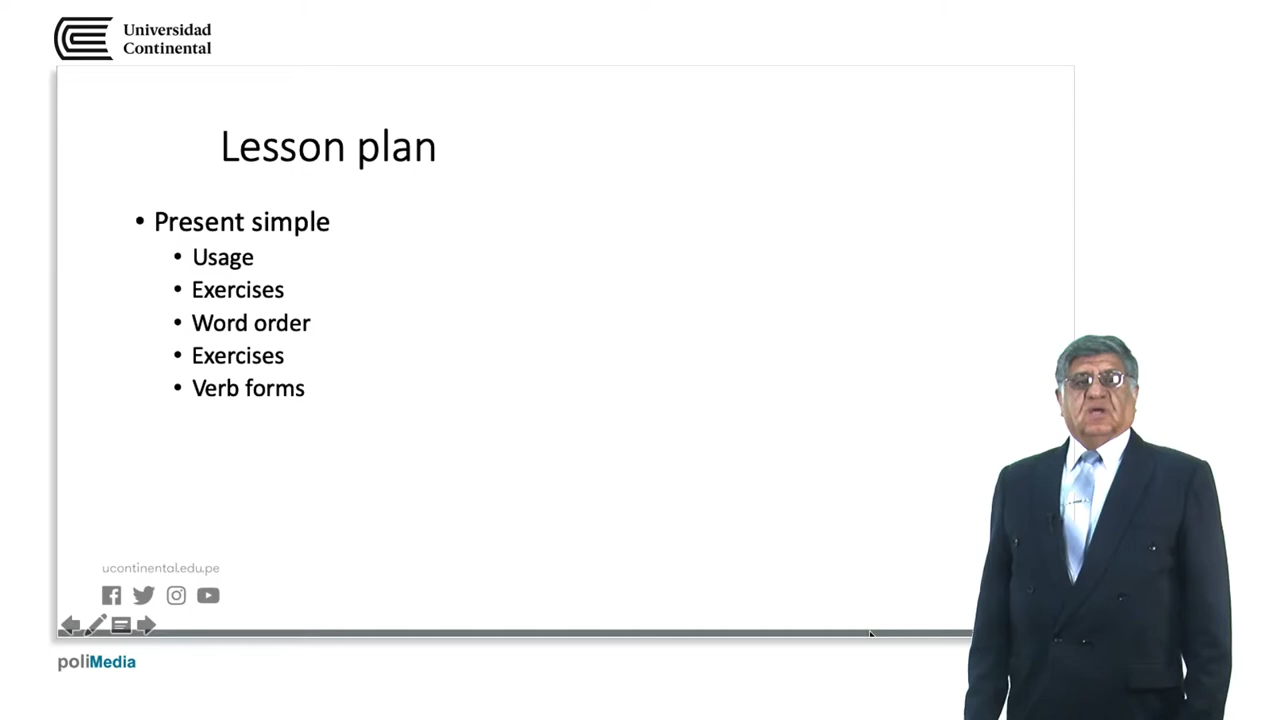 Universidad
Continental
Lesson plan
• Present simple
• Usage
• Exercises
• Word order
• Exercises
• Verb forms
ucontinental.edu.pe
poliMedia